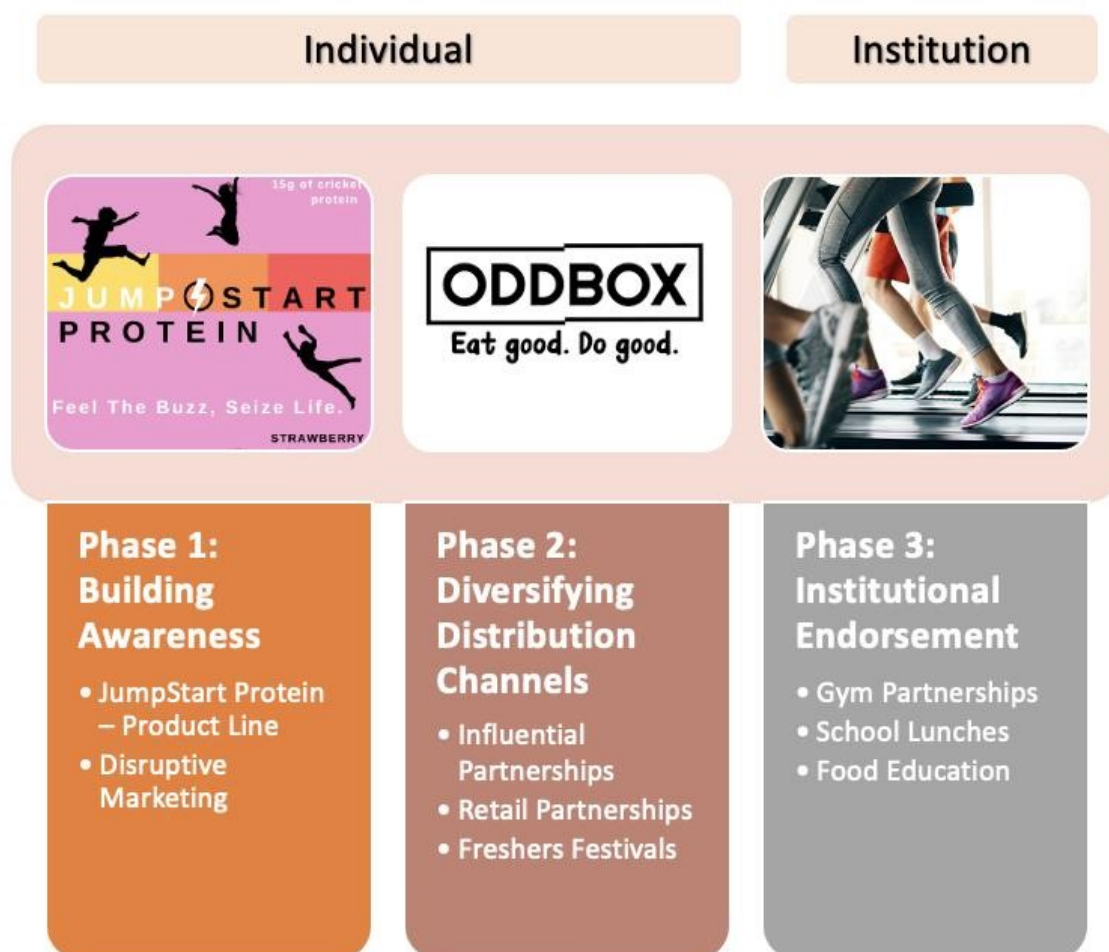 Individual
Institution
15g of cricket
protein
JUMP START
PROTEIN
Feel The Buzz, Seize Life.
STRAWBERRY
ODDBOX
Eat good. Do good.
Phase 1:
Building
Awareness
• JumpStart Protein
– Product Line
• Disruptive
Marketing
Phase 2:
Diversifying
Distribution
Channels
• Influential
Partnerships
• Retail Partnerships
• Freshers Festivals
Phase 3:
Institutional
Endorsement
• Gym Partnerships
• School Lunches
• Food Education